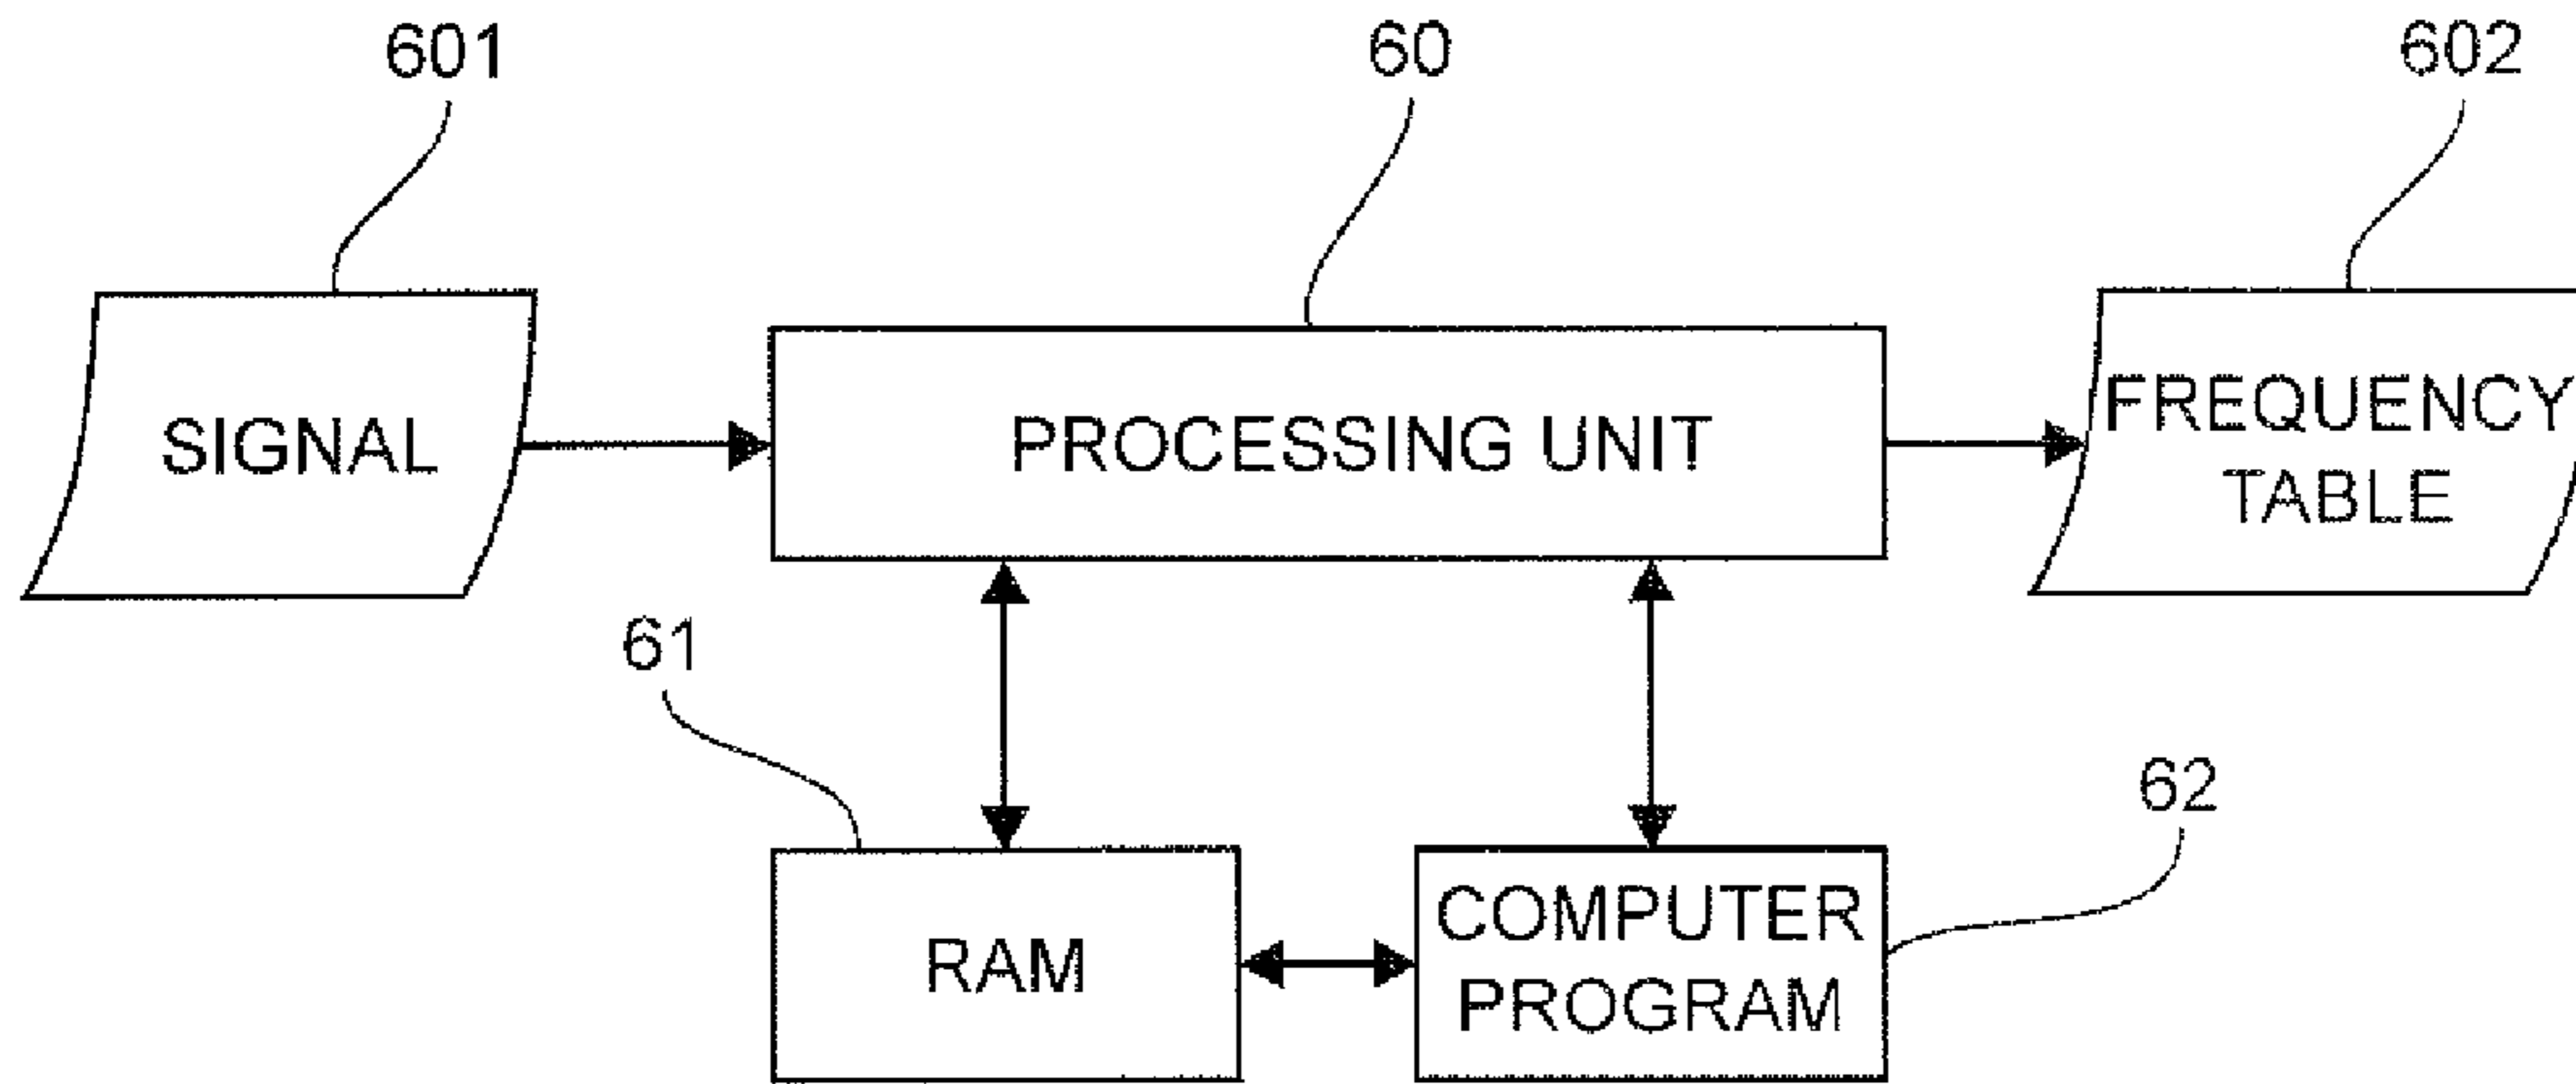 601
60
602
SIGNAL
PROCESSING UNIT
FREQUENCY
TABLE
61
62
RAM
COMPUTER
PROGRAM